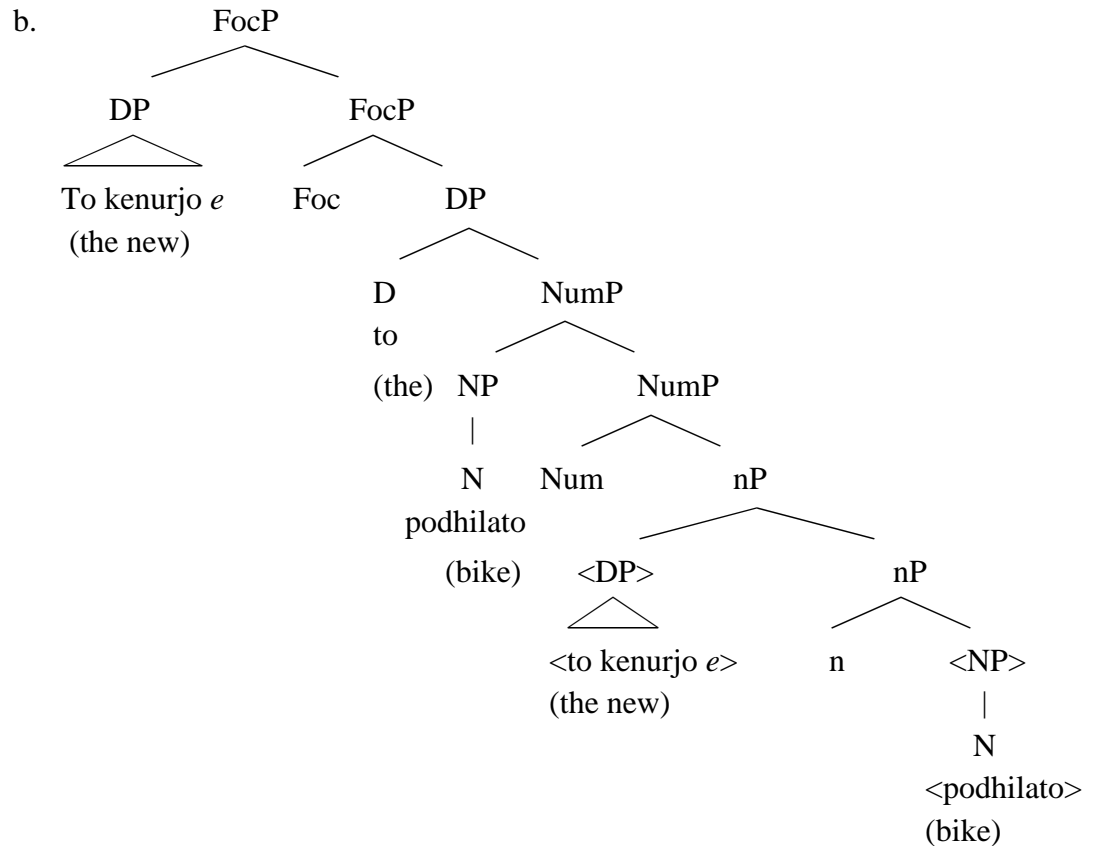 b. FocP
DP FocP
To kenurjo e Foc DP
(the new)
D NumP
to
(the) NP NumP
|
N Num nP
podhilato
(bike) <DP> nP
<to kenurjo e> n <NP>
(the new) |
N
<podhilato>
(bike)